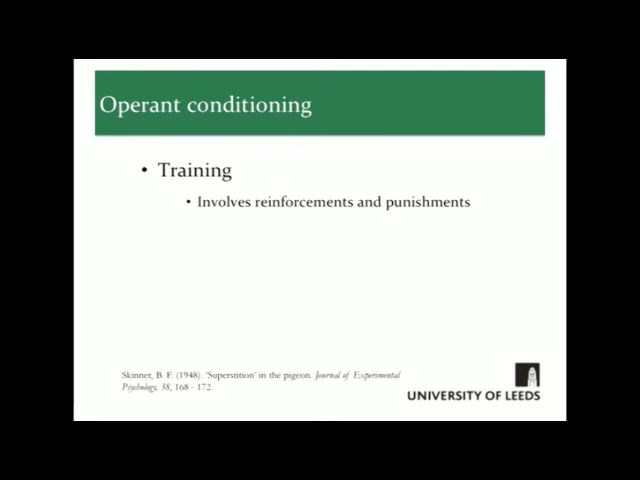 Operant conditioning
• Training
• Involves reinforcements and punishments
Skinner, B. F. (1948). 'Superstition' in the pigeon. Journal of Experimental
Psychology, 38, 168 - 172.
UNIVERSITY OF LEEDS